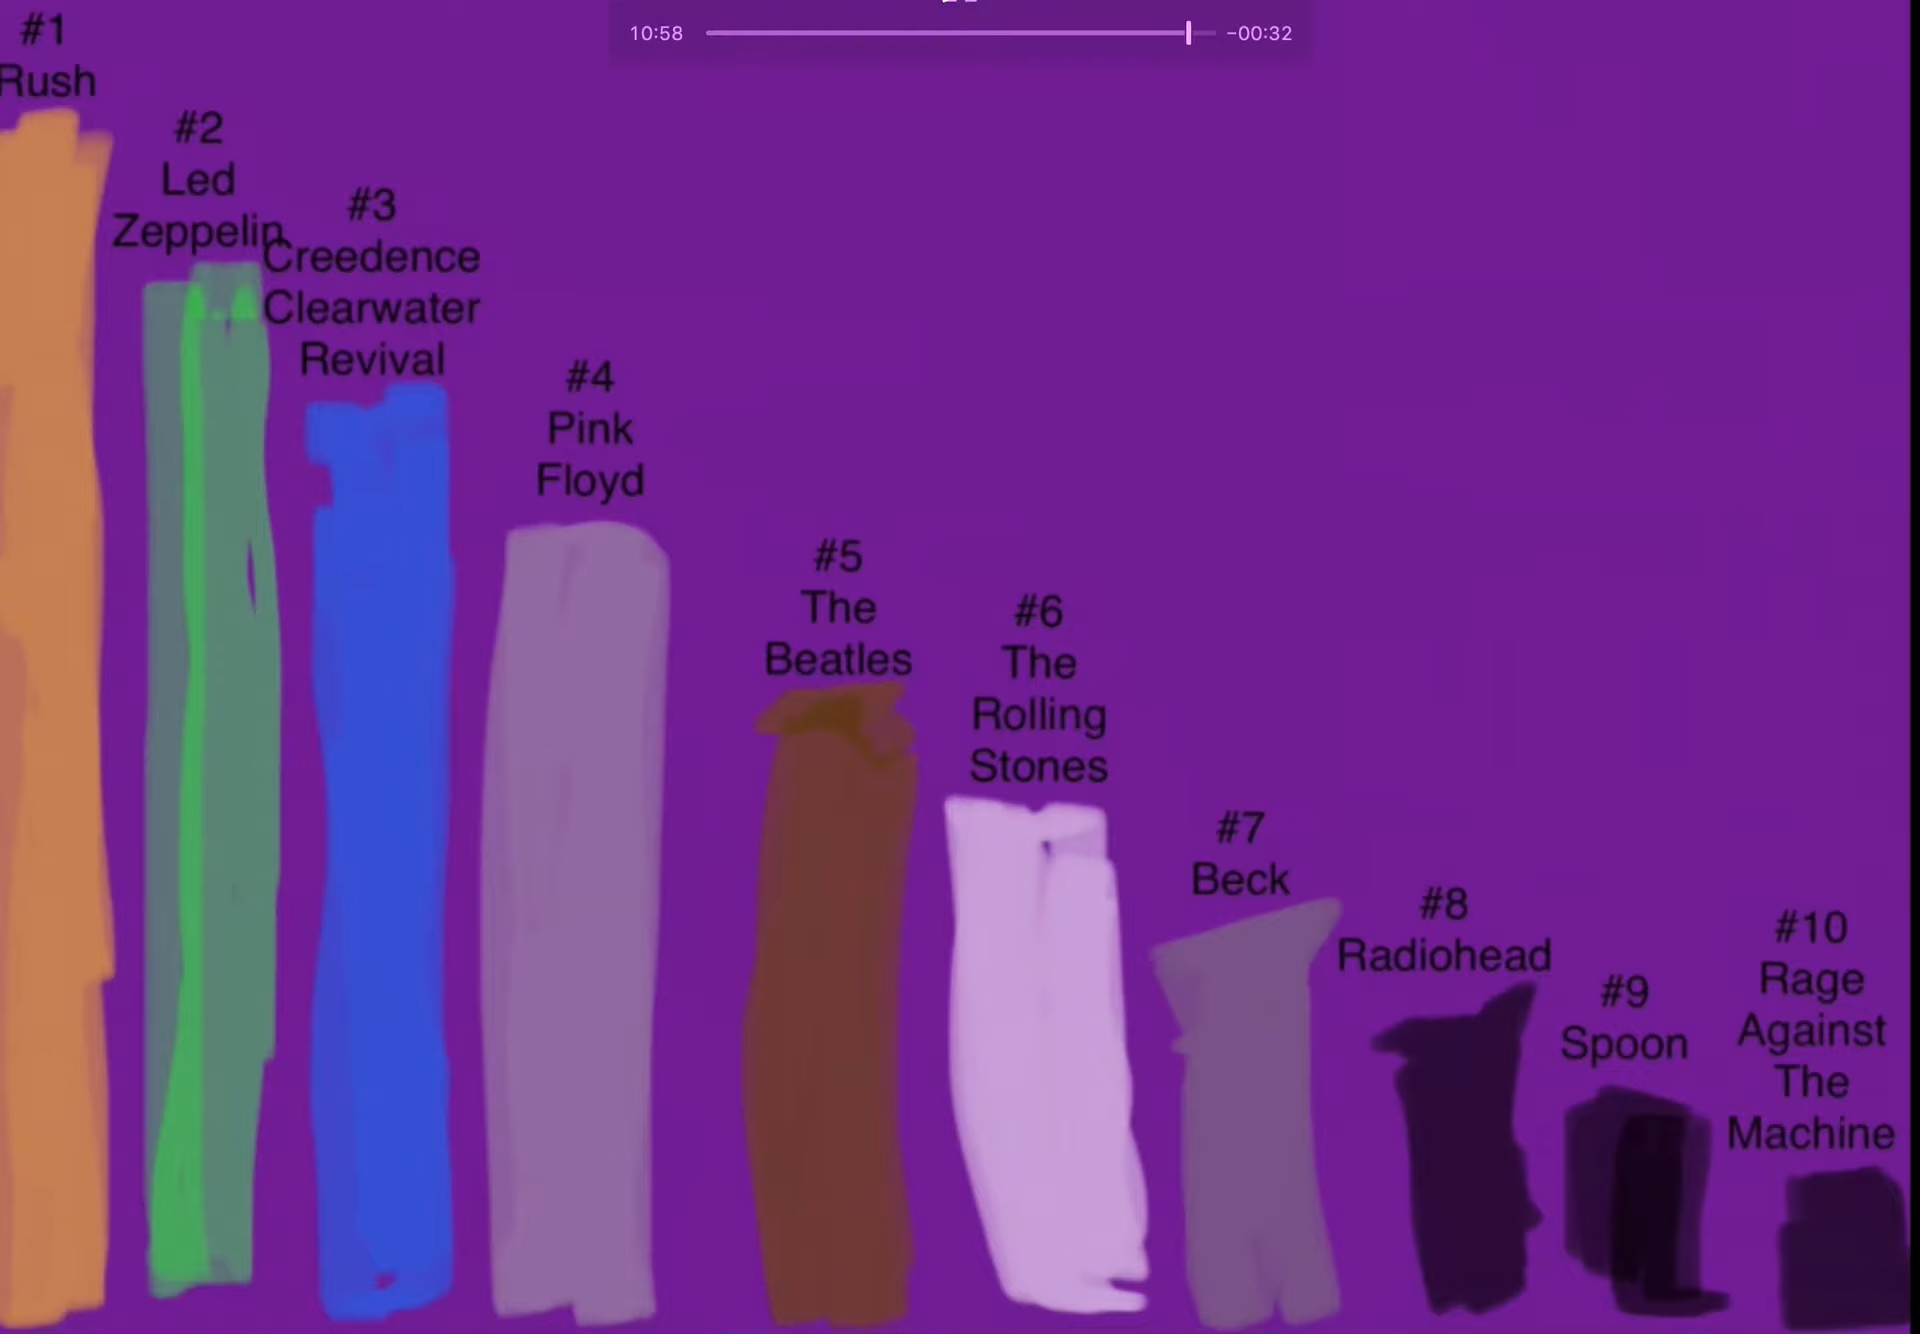 10:58
-00:32
#1
Rush
#2
Led
Zeppelin
#3
Creedence
Clearwater
Revival
#4
Pink
Floyd
#5
The
Beatles
#6
The
Rolling
Stones
#7
Beck
#8
Radiohead
#9
Spoon
#10
Rage
Against
The
Machine